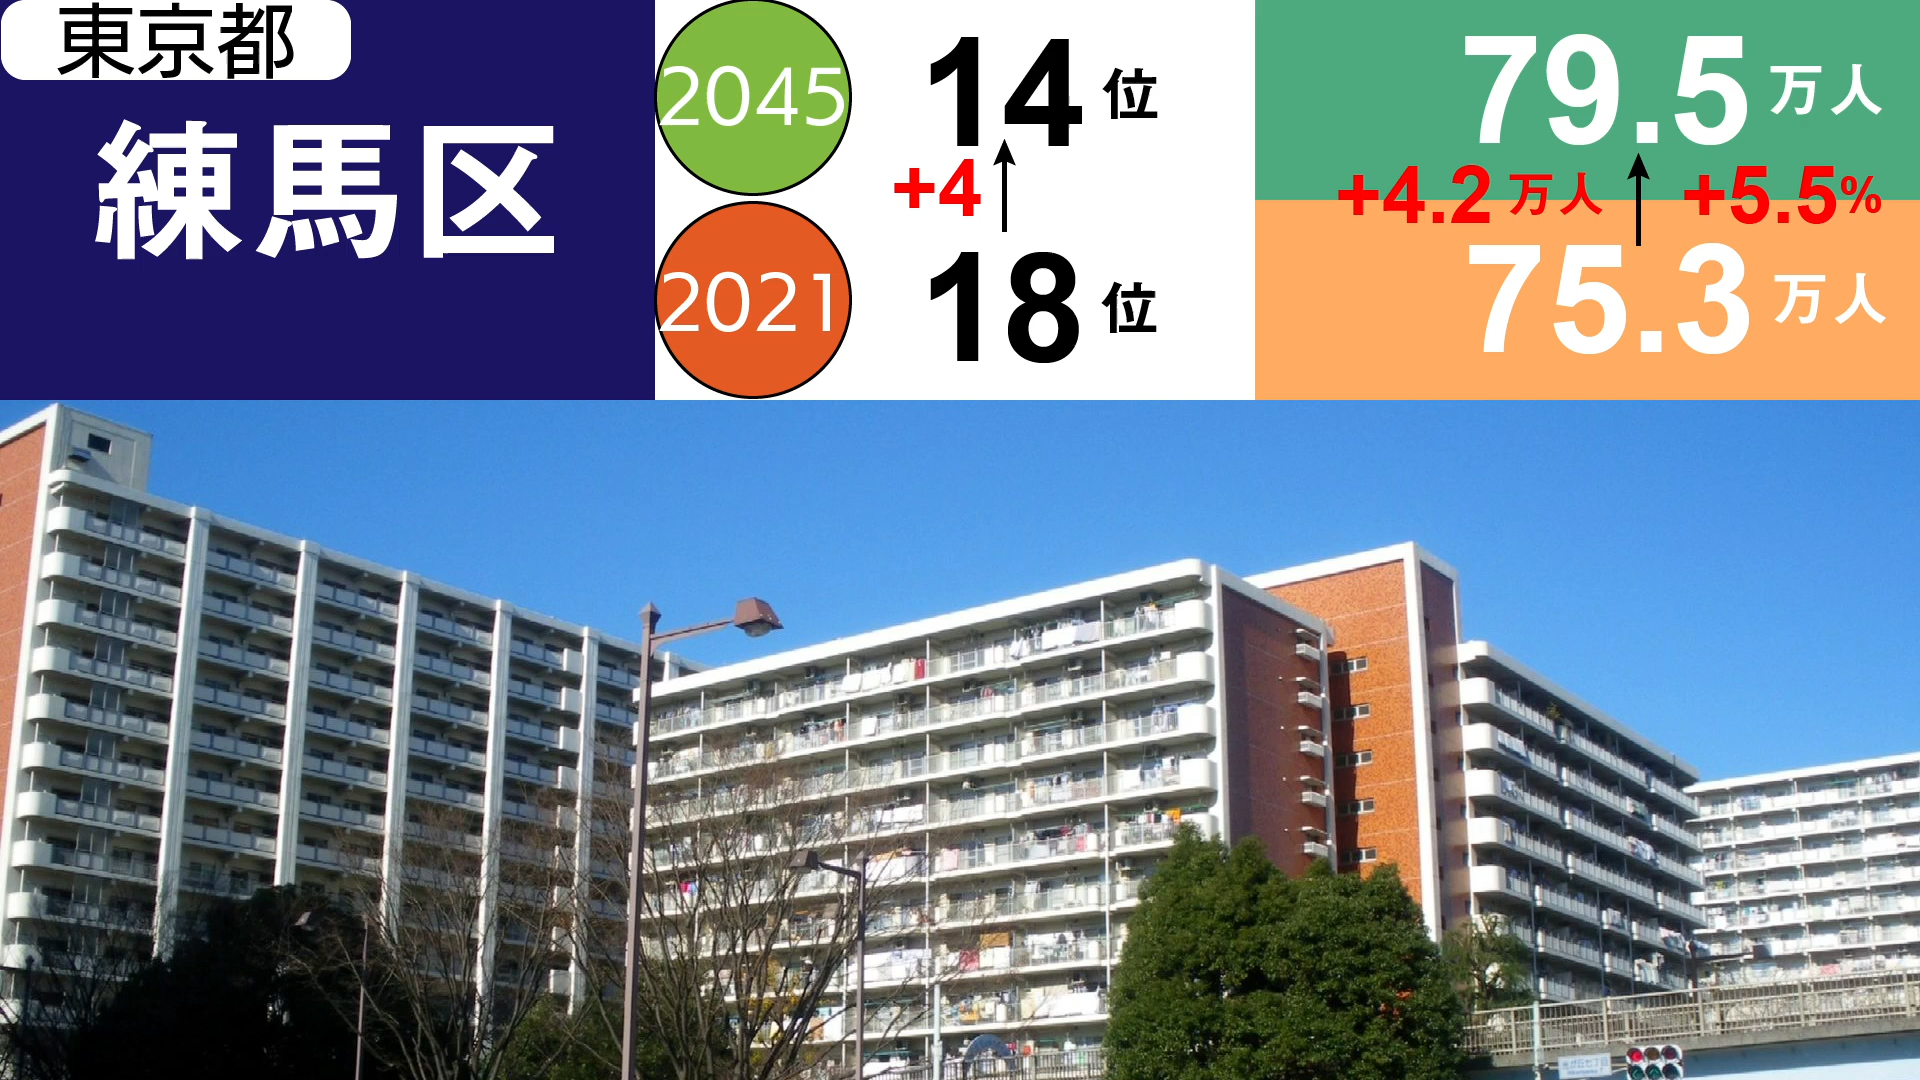 東京都
練馬区
2045
14位
79.5万人
+4
+4.2万人
+5.5%
2021
18位
75.3万人